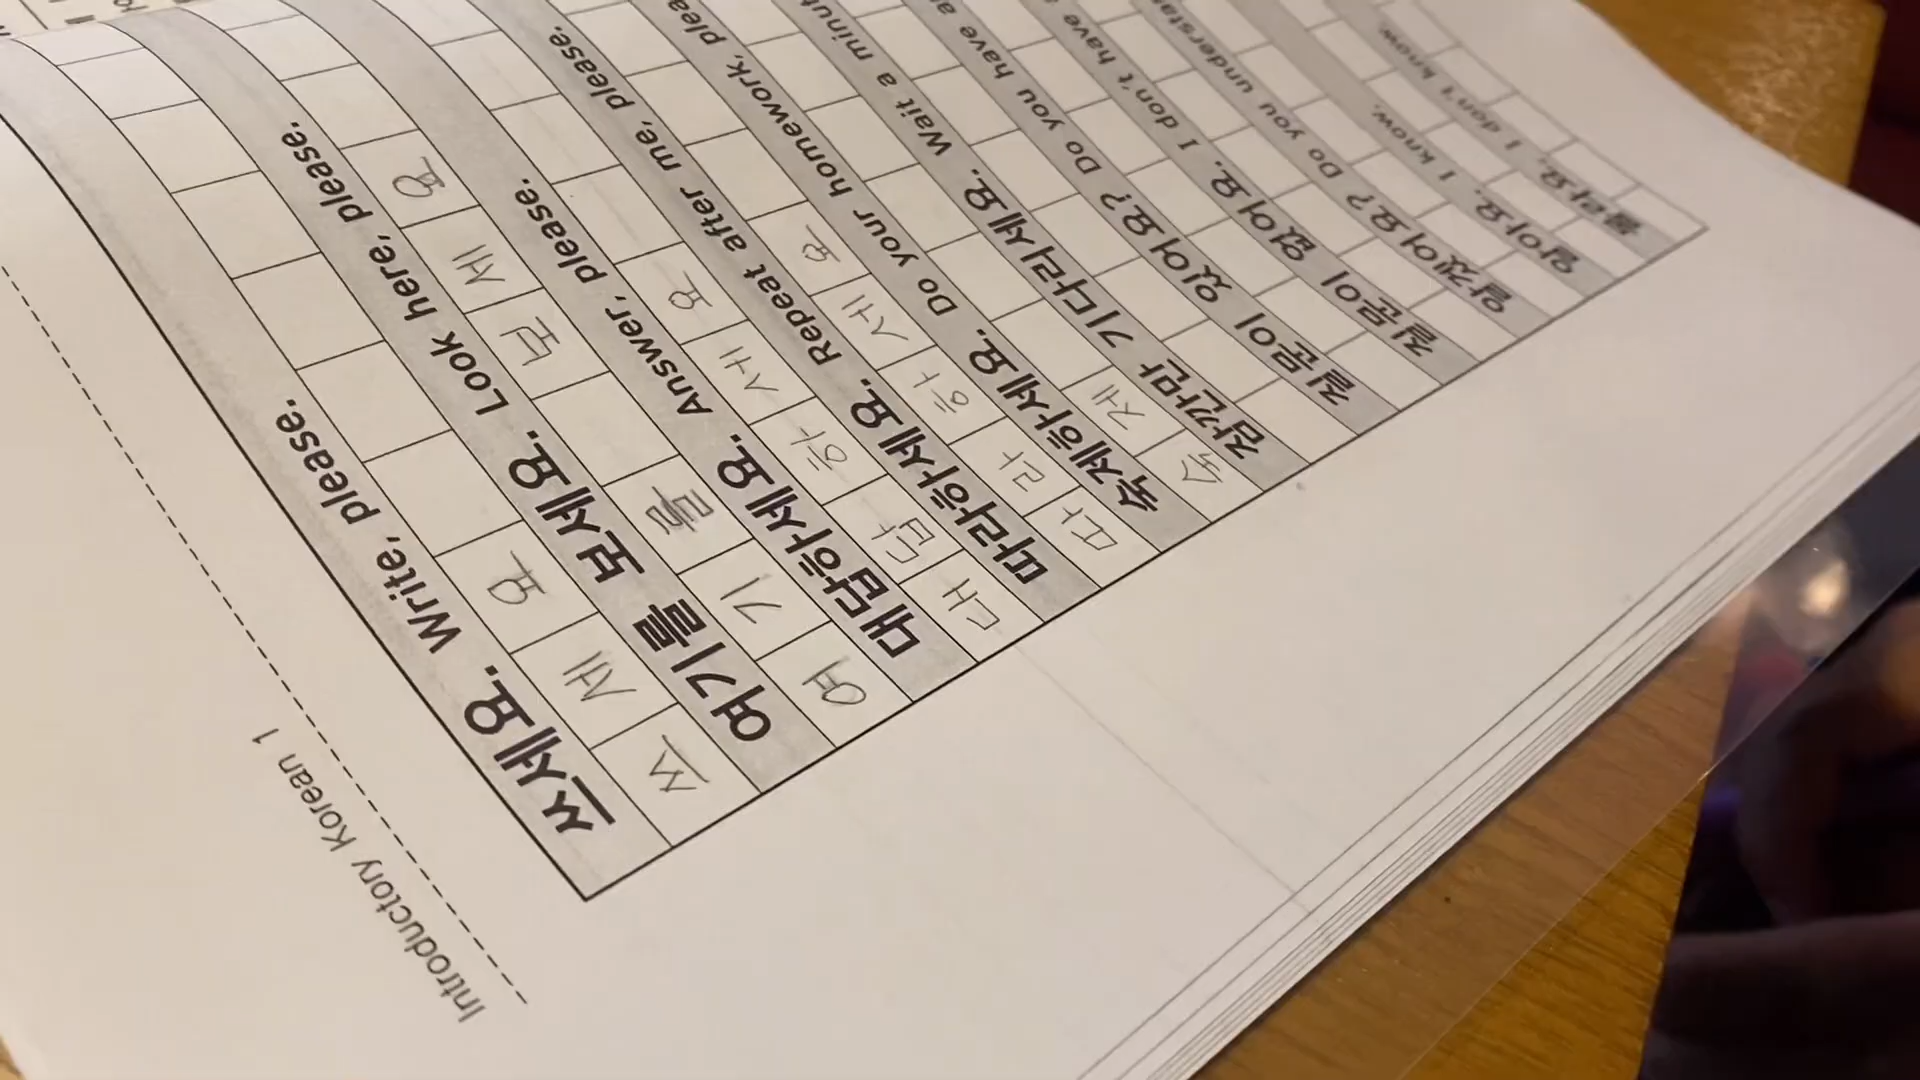 Introductory Korean 1
쓰세요. Write, please.
쓰 세 요
여기를 보세요. Look here, please.
여 기 를 보 세 요
대답하세요. Answer, please.
대 답 하 세 요
따라하세요. Repeat after me, please.
따 라 하 세 요
숙제하세요. Do your homework,
숙 제
잠깐만 기다리세요. Wait a
질문이 있어요? Do you have
질문이 없어요. I don't have
알겠어요? Do you
알아요. I know.
몰라요. I don't know.